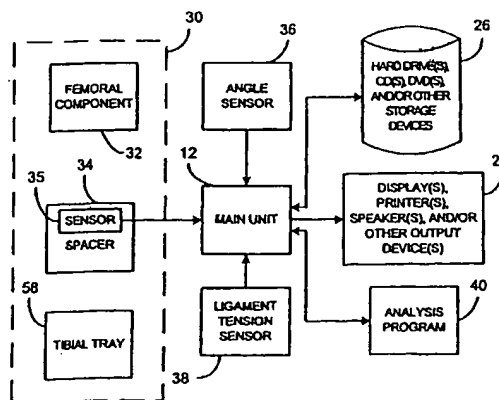 30
36
26
FEMORAL
COMPONENT
32
ANGLE
SENSOR
HARD DRIVE(S),
CD(S), DVD(S),
AND/OR OTHER
STORAGE
DEVICES
34
35
SENSOR
SPACER
12
MAIN UNIT
DISPLAY(S),
PRINTER(S),
SPEAKER(S), AND/OR
OTHER OUTPUT
DEVICE(S)
58
TIBIAL TRAY
LIGAMENT
TENSION
SENSOR
38
ANALYSIS
PROGRAM
40